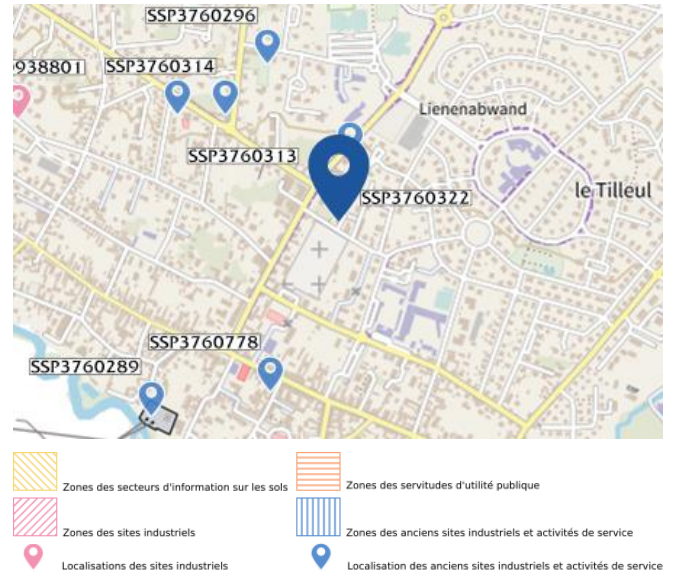 SSP3760296
938801
SSP3760314
Lienenabwand
SSP3760313
le Tilleul
SSP3760322
SSP3760778
SSP3760289
Zones des secteurs d'information sur les sols
Zones des servitudes d'utilité publique
Zones des sites industriels
Zones des anciens sites industriels et activités de service
Localisations des sites industriels
Localisation des anciens sites industriels et activités de service